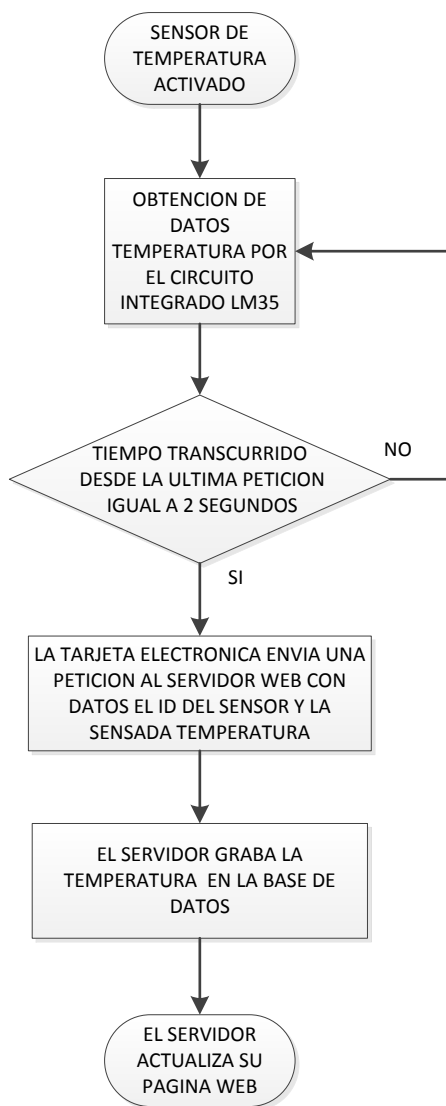 SENSOR DE
TEMPERATURA
ACTIVADO
OBTENCION DE
DATOS
TEMPERATURA POR
EL CIRCUITO
INTEGRADO LM35
TIEMPO TRANSCURRIDO
DESDE LA ULTIMA PETICION
IGUAL A 2 SEGUNDOS
NO
SI
LA TARJETA ELECTRONICA ENVIA UNA
PETICION AL SERVIDOR WEB CON
DATOS EL ID DEL SENSOR Y LA
SENSADA TEMPERATURA
EL SERVIDOR GRABA LA
TEMPERATURA EN LA BASE DE
DATOS
EL SERVIDOR
ACTUALIZA SU
PAGINA WEB